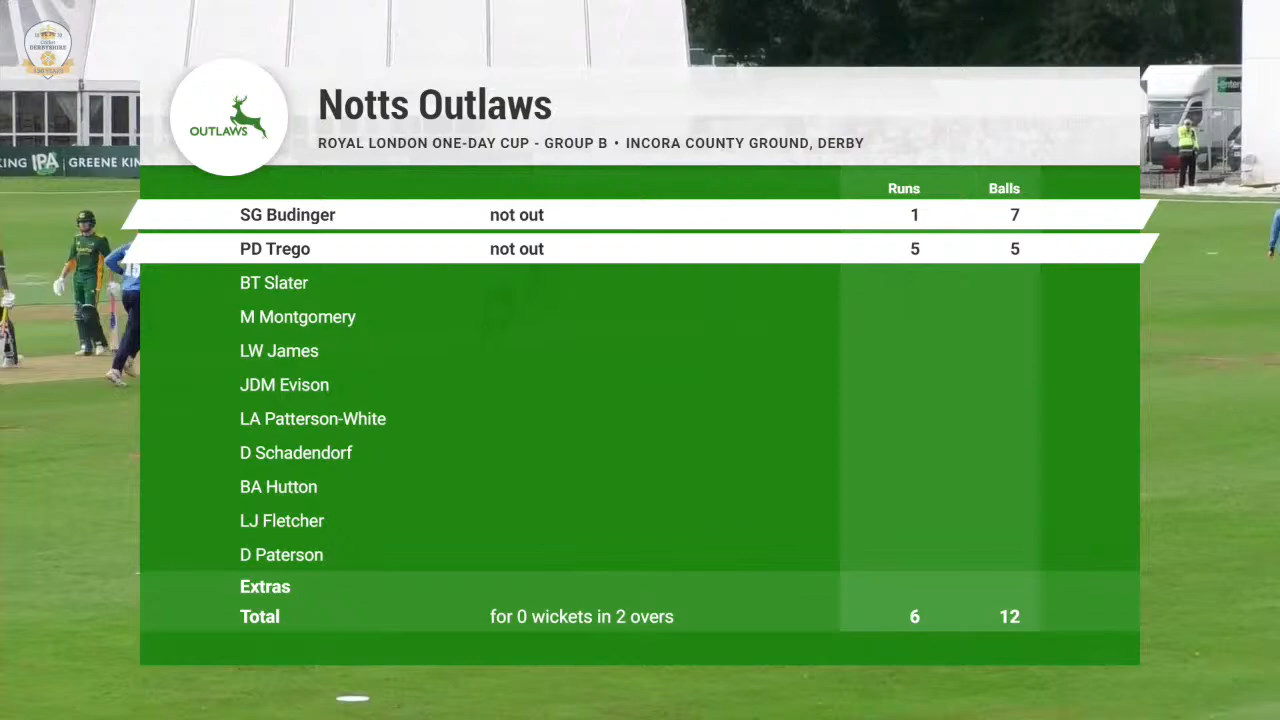 DERBYSHIRE
KING IPA GREENE KIN
OUTLAWS
Notts Outlaws
ROYAL LONDON ONE-DAY CUP - GROUP B • INCORA COUNTY GROUND, DERBY
Runs Balls
SG Budinger not out 1 7
PD Trego not out 5 5
BT Slater
M Montgomery
LW James
JDM Evison
LA Patterson-White
D Schadendorf
BA Hutton
LJ Fletcher
D Paterson
Extras
Total for 0 wickets in 2 overs 6 12